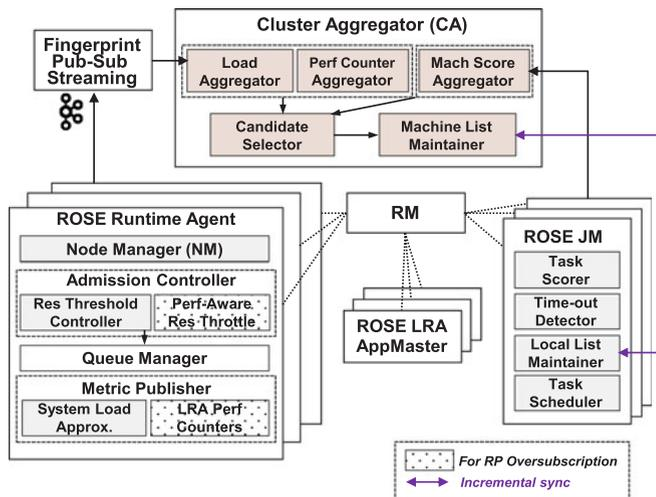 Cluster Aggregator (CA)
Fingerprint
Pub-Sub
Streaming
Load
Aggregator
Perf Counter
Aggregator
Mach Score
Aggregator
Candidate
Selector
Machine List
Maintainer
ROSE Runtime Agent
Node Manager (NM)
Admission Controller
Res Threshold
Controller
Perf-Aware
Res Throttle
Queue Manager
Metric Publisher
System Load
Approx.
LRA Perf
Counters
RM
ROSE LRA
AppMaster
ROSE JM
Task
Scorer
Time-out
Detector
Local List
Maintainer
Task
Scheduler
For RP Oversubscription
Incremental sync